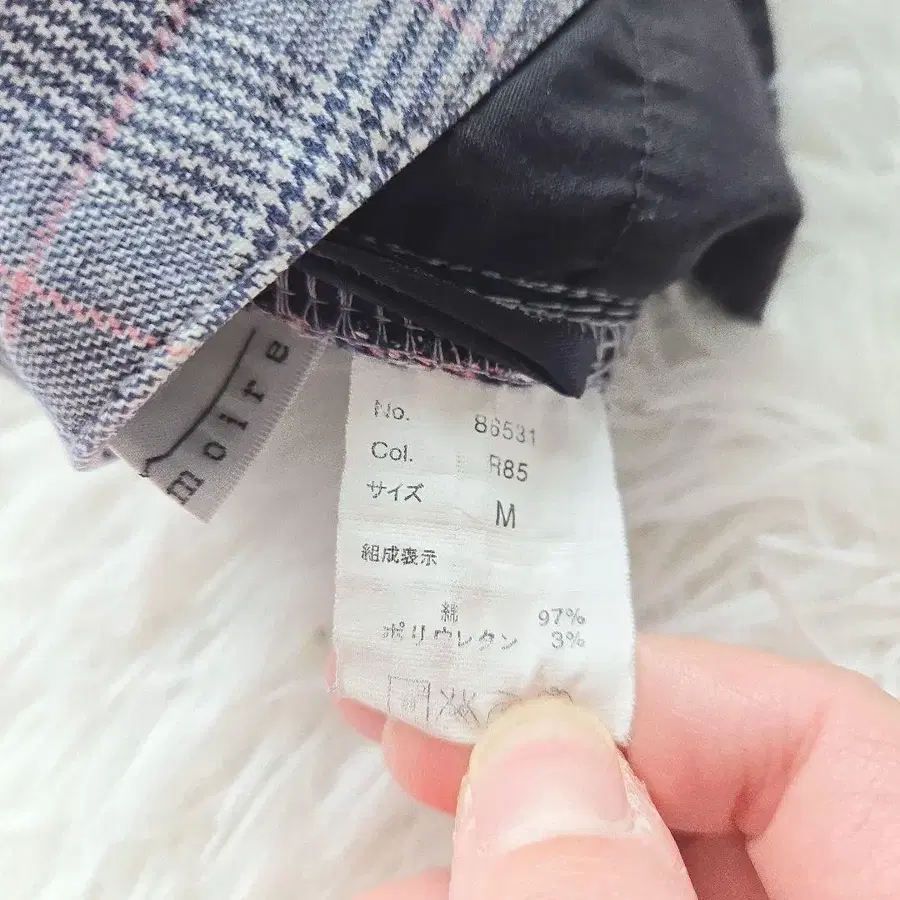 moire
No. 86531
Col. R85
サイズ M
組成表示
綿 97%
ポリウレタン 3%